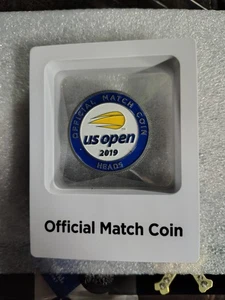 OFFICIAL MATCH COIN
us open
2019
HEADS
Official Match Coin